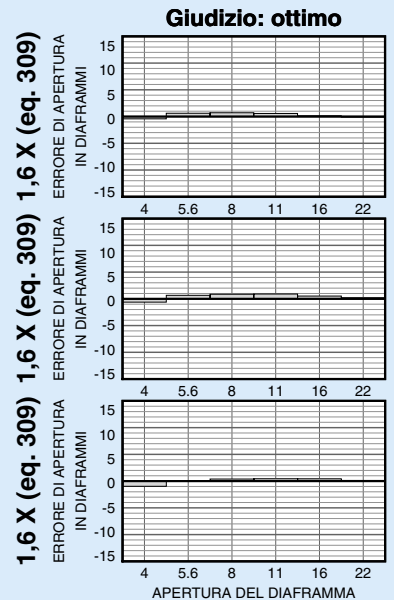 Giudizio: ottimo
1,6 X (eq. 309)
ERRORE DI APERTURA
IN DIAFRAMMI
15
10
5
0
-5
-10
-15
4 5.6 8 11 16 22
1,6 X (eq. 309)
ERRORE DI APERTURA
IN DIAFRAMMI
15
10
5
0
-5
-10
-15
4 5.6 8 11 16 22
1,6 X (eq. 309)
ERRORE DI APERTURA
IN DIAFRAMMI
15
10
5
0
-5
-10
-15
4 5.6 8 11 16 22
APERTURA DEL DIAFRAMMA